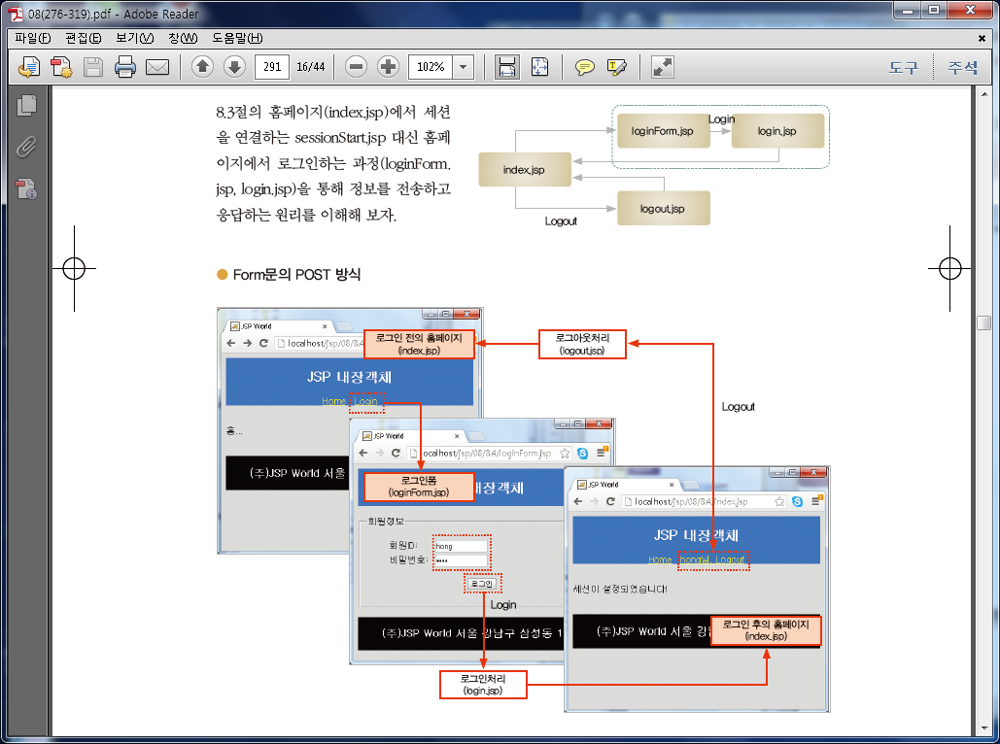 08(276-319).pdf - Adobe Reader
파일(F) 편집(E) 보기(V) 창(W) 도움말(H)
291 16/44 102% 도구 주석
8.3절의 홈페이지(index.jsp)에서 세션
을 연결하는 sessionStart.jsp 대신 홈페
이지에서 로그인하는 과정(loginForm.
jsp, login.jsp)을 통해 정보를 전송하고
응답하는 원리를 이해해 보자.
loginForm.jsp
Login
login.jsp
index.jsp
logout.jsp
Logout
Form문의 POST 방식
JSP World
localhost/jsp/08/8.4
로그인 전의 홈페이지
(index.jsp)
로그아웃처리
(logout.jsp)
JSP 내장객체
Home Login
홈...
(주)JSP World 서울
Logout
JSP World
ocalhost/jsp/08/8.4/loginForm.jsp
로그인폼
(loginForm.jsp)
내장객체
회원정보
회원ID: hong
비밀번호: ••••
로그인
Login
(주)JSP World 서울 강남구 삼성동 1
로그인처리
(login.jsp)
JSP World
localhost/jsp/08/8.4/index.jsp
JSP 내장객체
Home hong님, Logout
세션이 설정되었습니다!
(주)JSP World 서울 강남
로그인 후의 홈페이지
(index.jsp)